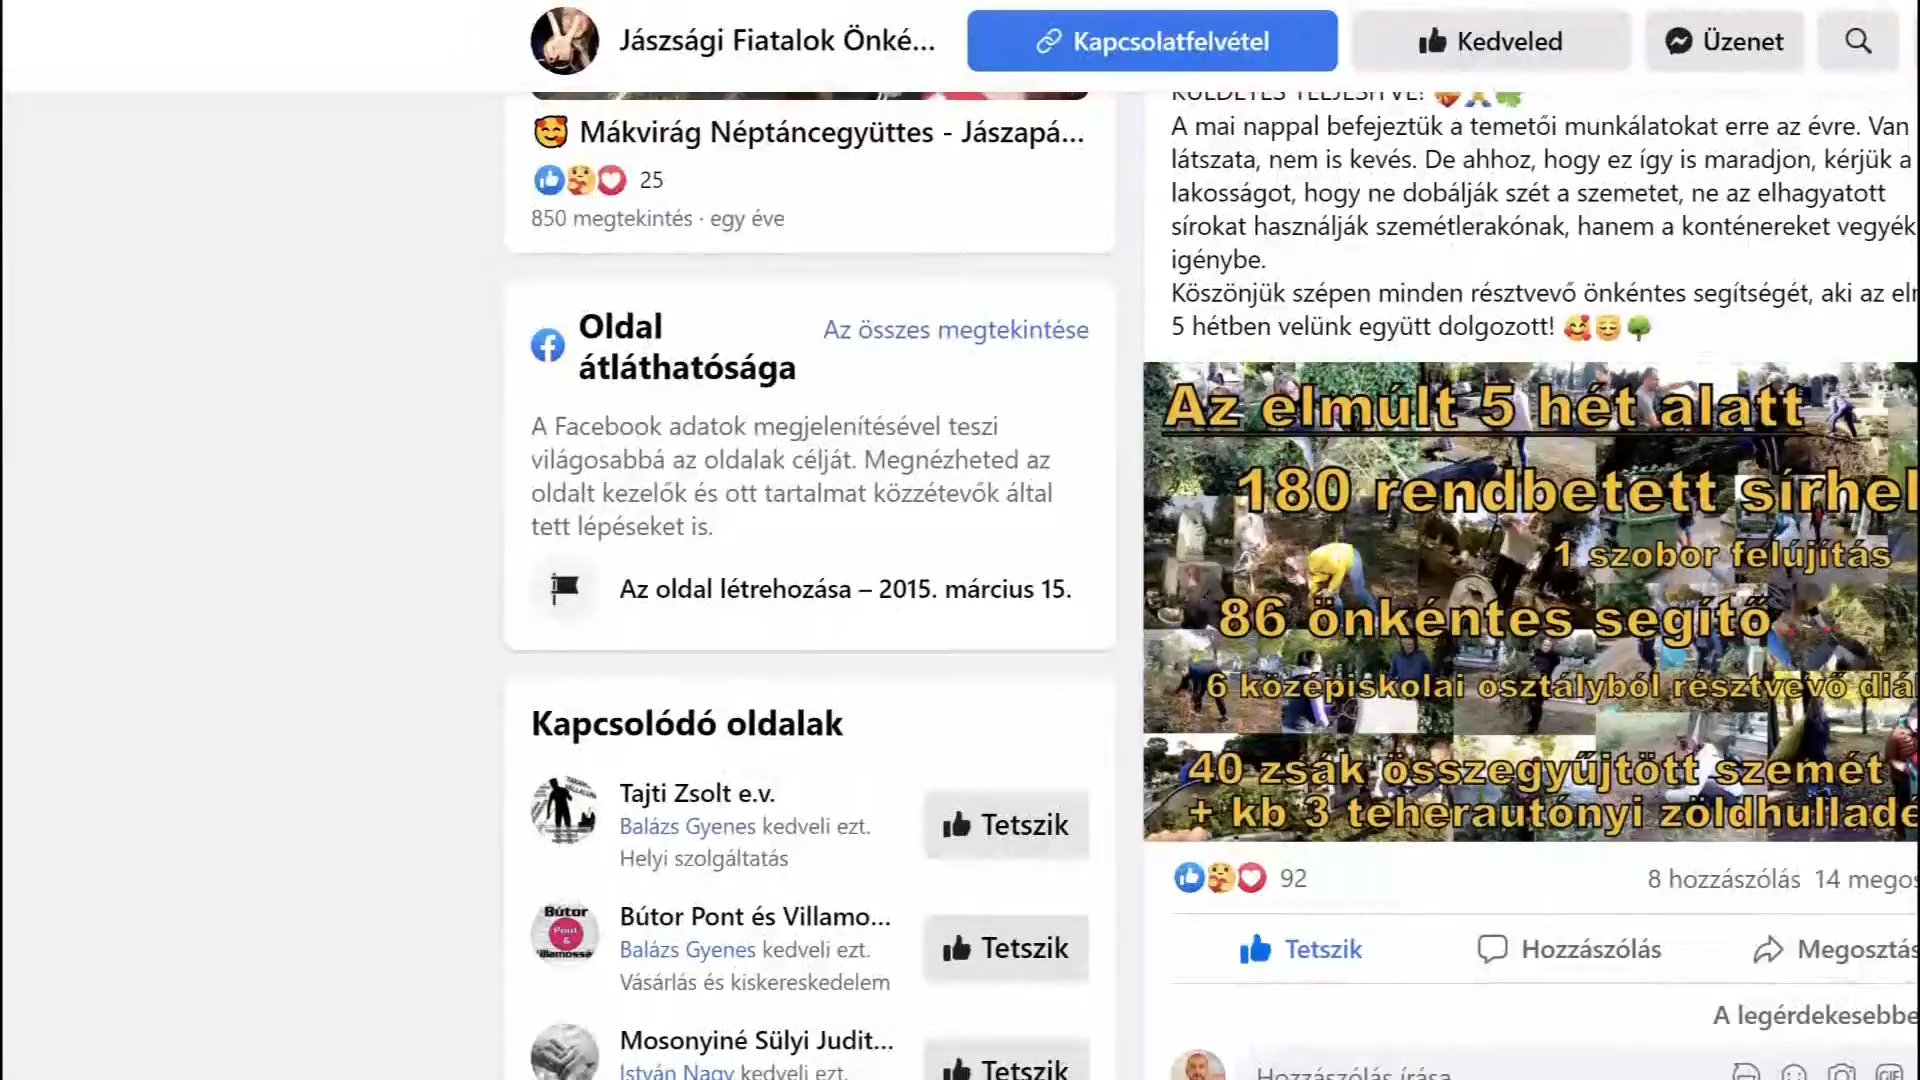 Jászsági Fiatalok Önké...
Kapcsolatfelvétel
Kedveled
Üzenet
🥰 Mákvirág Néptáncegyüttes - Jászapá...
25
850 megtekintés · egy éve
Oldal
átláthatósága
Az összes megtekintése
A Facebook adatok megjelenítésével teszi
világosabbá az oldalak célját. Megnézheted az
oldalt kezelők és ott tartalmat közzétevők által
tett lépéseket is.
Az oldal létrehozása – 2015. március 15.
Kapcsolódó oldalak
Tajti Zsolt e.v.
Balázs Gyenes kedveli ezt.
Helyi szolgáltatás
Tetszik
Bútor Pont és Villamo...
Balázs Gyenes kedveli ezt.
Vásárlás és kiskereskedelem
Tetszik
Bútor
Pont
&
Mosonyiné Sülyi Judit...
István Nagy kedveli ezt.
Tetszik
KÜLDETÉS TELJESÍTVE!
A mai nappal befejeztük a temetői munkálatokat erre az évre. Van
látszata, nem is kevés. De ahhoz, hogy ez így is maradjon, kérjük a
lakosságot, hogy ne dobálják szét a szemetet, ne az elhagyatott
sírokat használják szemétlerakónak, hanem a konténereket vegyék
igénybe.
Köszönjük szépen minden résztvevő önkéntes segítségét, aki az
5 hétben velünk együtt dolgozott! 🥰😇🌳
Az elmúlt 5 hét alatt
180 rendbetett sírhel
1 szobor felújítás
86 önkéntes segítő
6 középiskolai osztályból résztvevő diá
40 zsák összegyűjtött szemét
+ kb 3 teherautónyi zöldhulladé
92
8 hozzászólás 14 megos
Tetszik
Hozzászólás
Megosztás
A legérdekesebbe
Hozzászólás írása
GIF